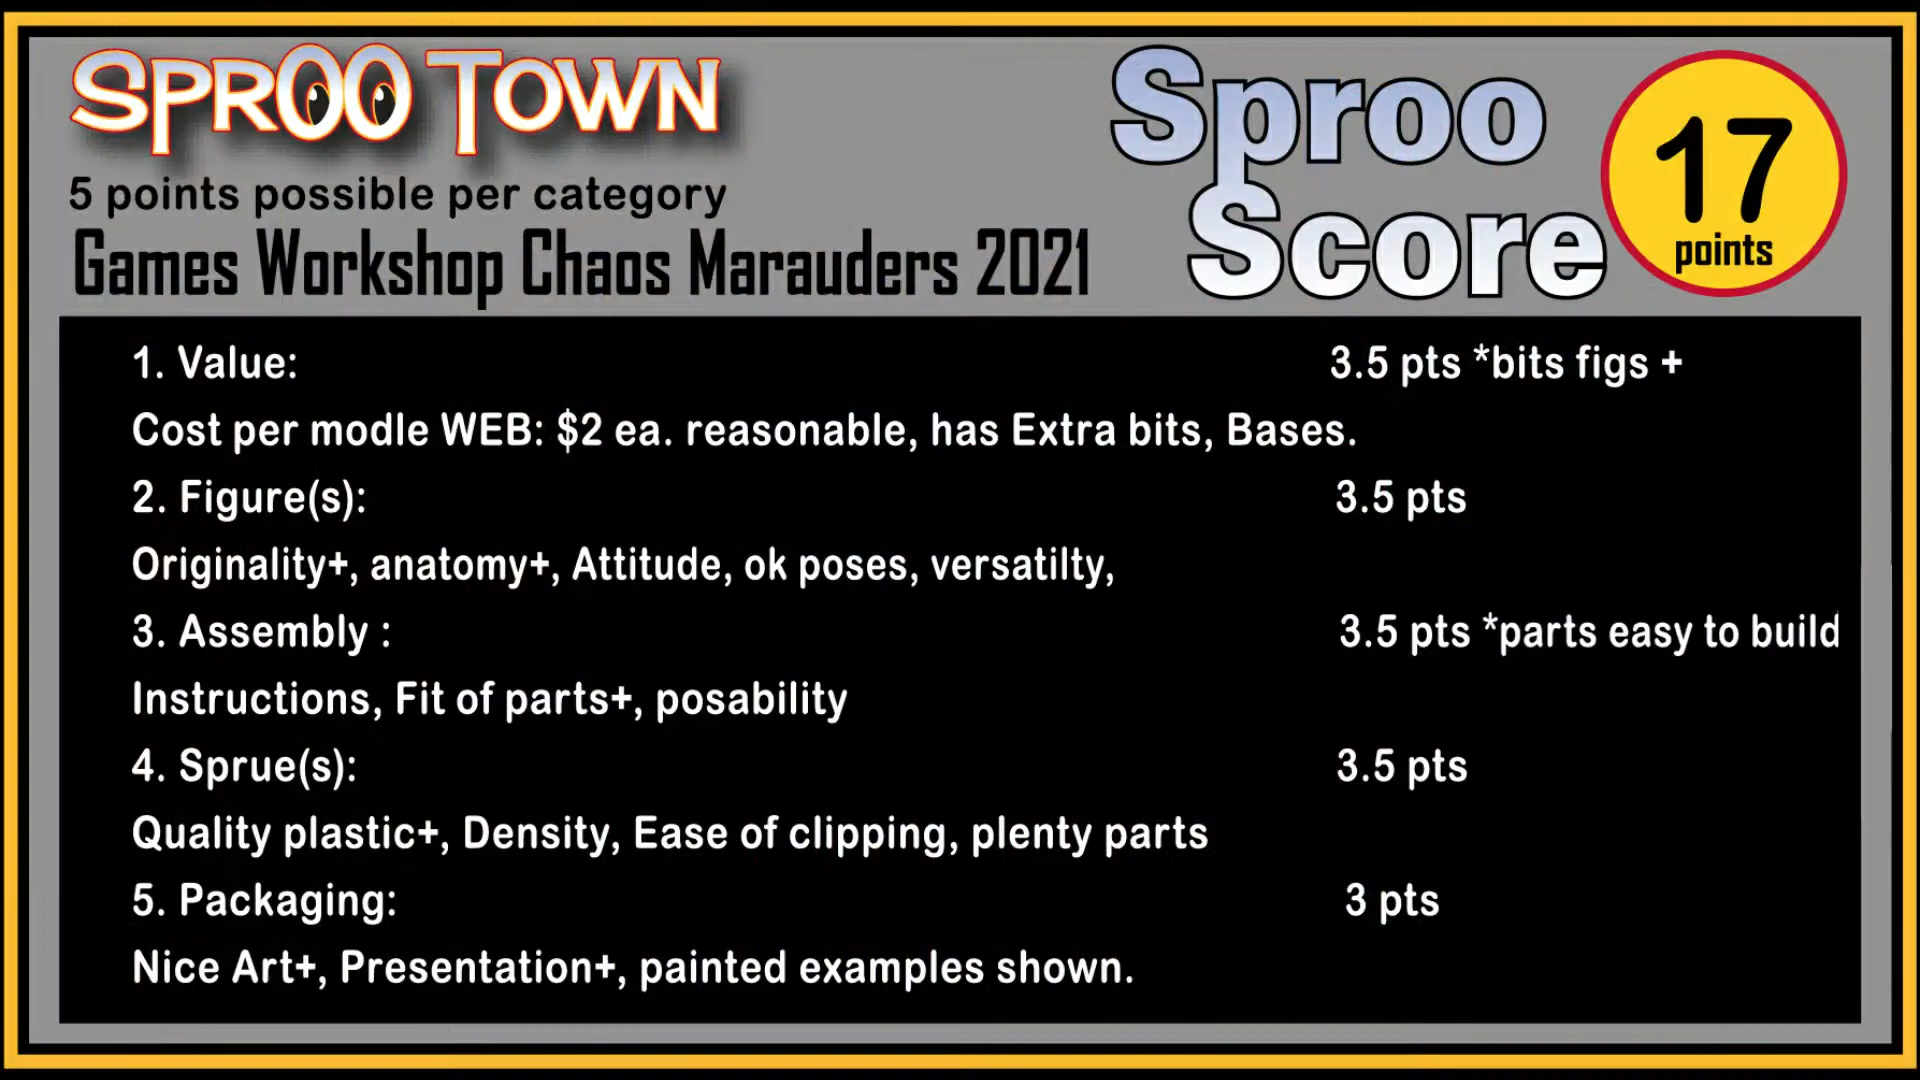 SPROO TOWN
5 points possible per category
Games Workshop Chaos Marauders 2021
Sproo
Score
17
points
1. Value: 3.5 pts *bits figs +
Cost per modle WEB: $2 ea. reasonable, has Extra bits, Bases.
2. Figure(s): 3.5 pts
Originality+, anatomy+, Attitude, ok poses, versatilty,
3. Assembly : 3.5 pts *parts easy to build
Instructions, Fit of parts+, posability
4. Sprue(s): 3.5 pts
Quality plastic+, Density, Ease of clipping, plenty parts
5. Packaging: 3 pts
Nice Art+, Presentation+, painted examples shown.